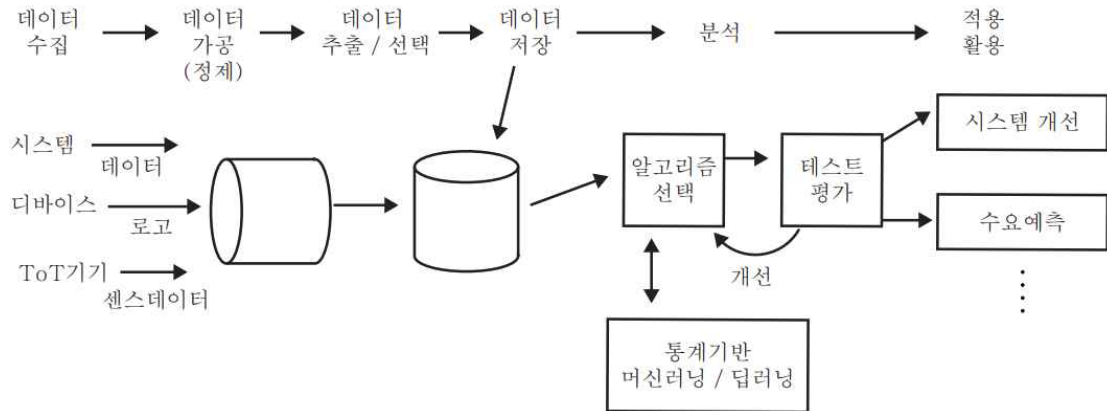 데이터
수집
데이터
가공
(정제)
데이터
추출 / 선택
데이터
저장
분석
적용
활용
시스템
데이터
디바이스
로고
ToT기기
센스데이터
알고리즘
선택
테스트
평가
개선
통계기반
머신러닝 / 딥러닝
시스템 개선
수요예측